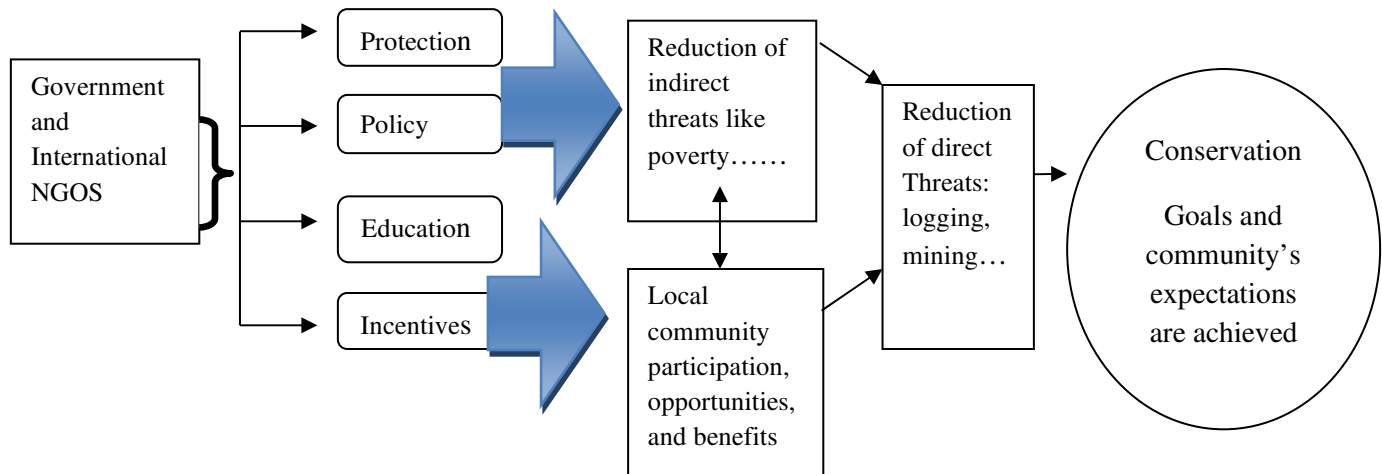 Government
and
International
NGOS
Protection
Policy
Education
Incentives
Reduction of
indirect
threats like
poverty……
Local
community
participation,
opportunities,
and benefits
Reduction
of direct
Threats:
logging,
mining…
Conservation
Goals and
community’s
expectations
are achieved